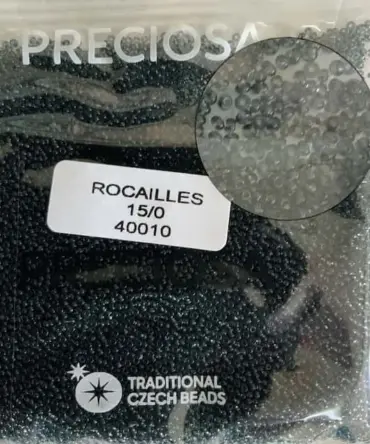 PRECIOSA
ROCAILLES
15/0
40010
TRADITIONAL
CZECH BEADS